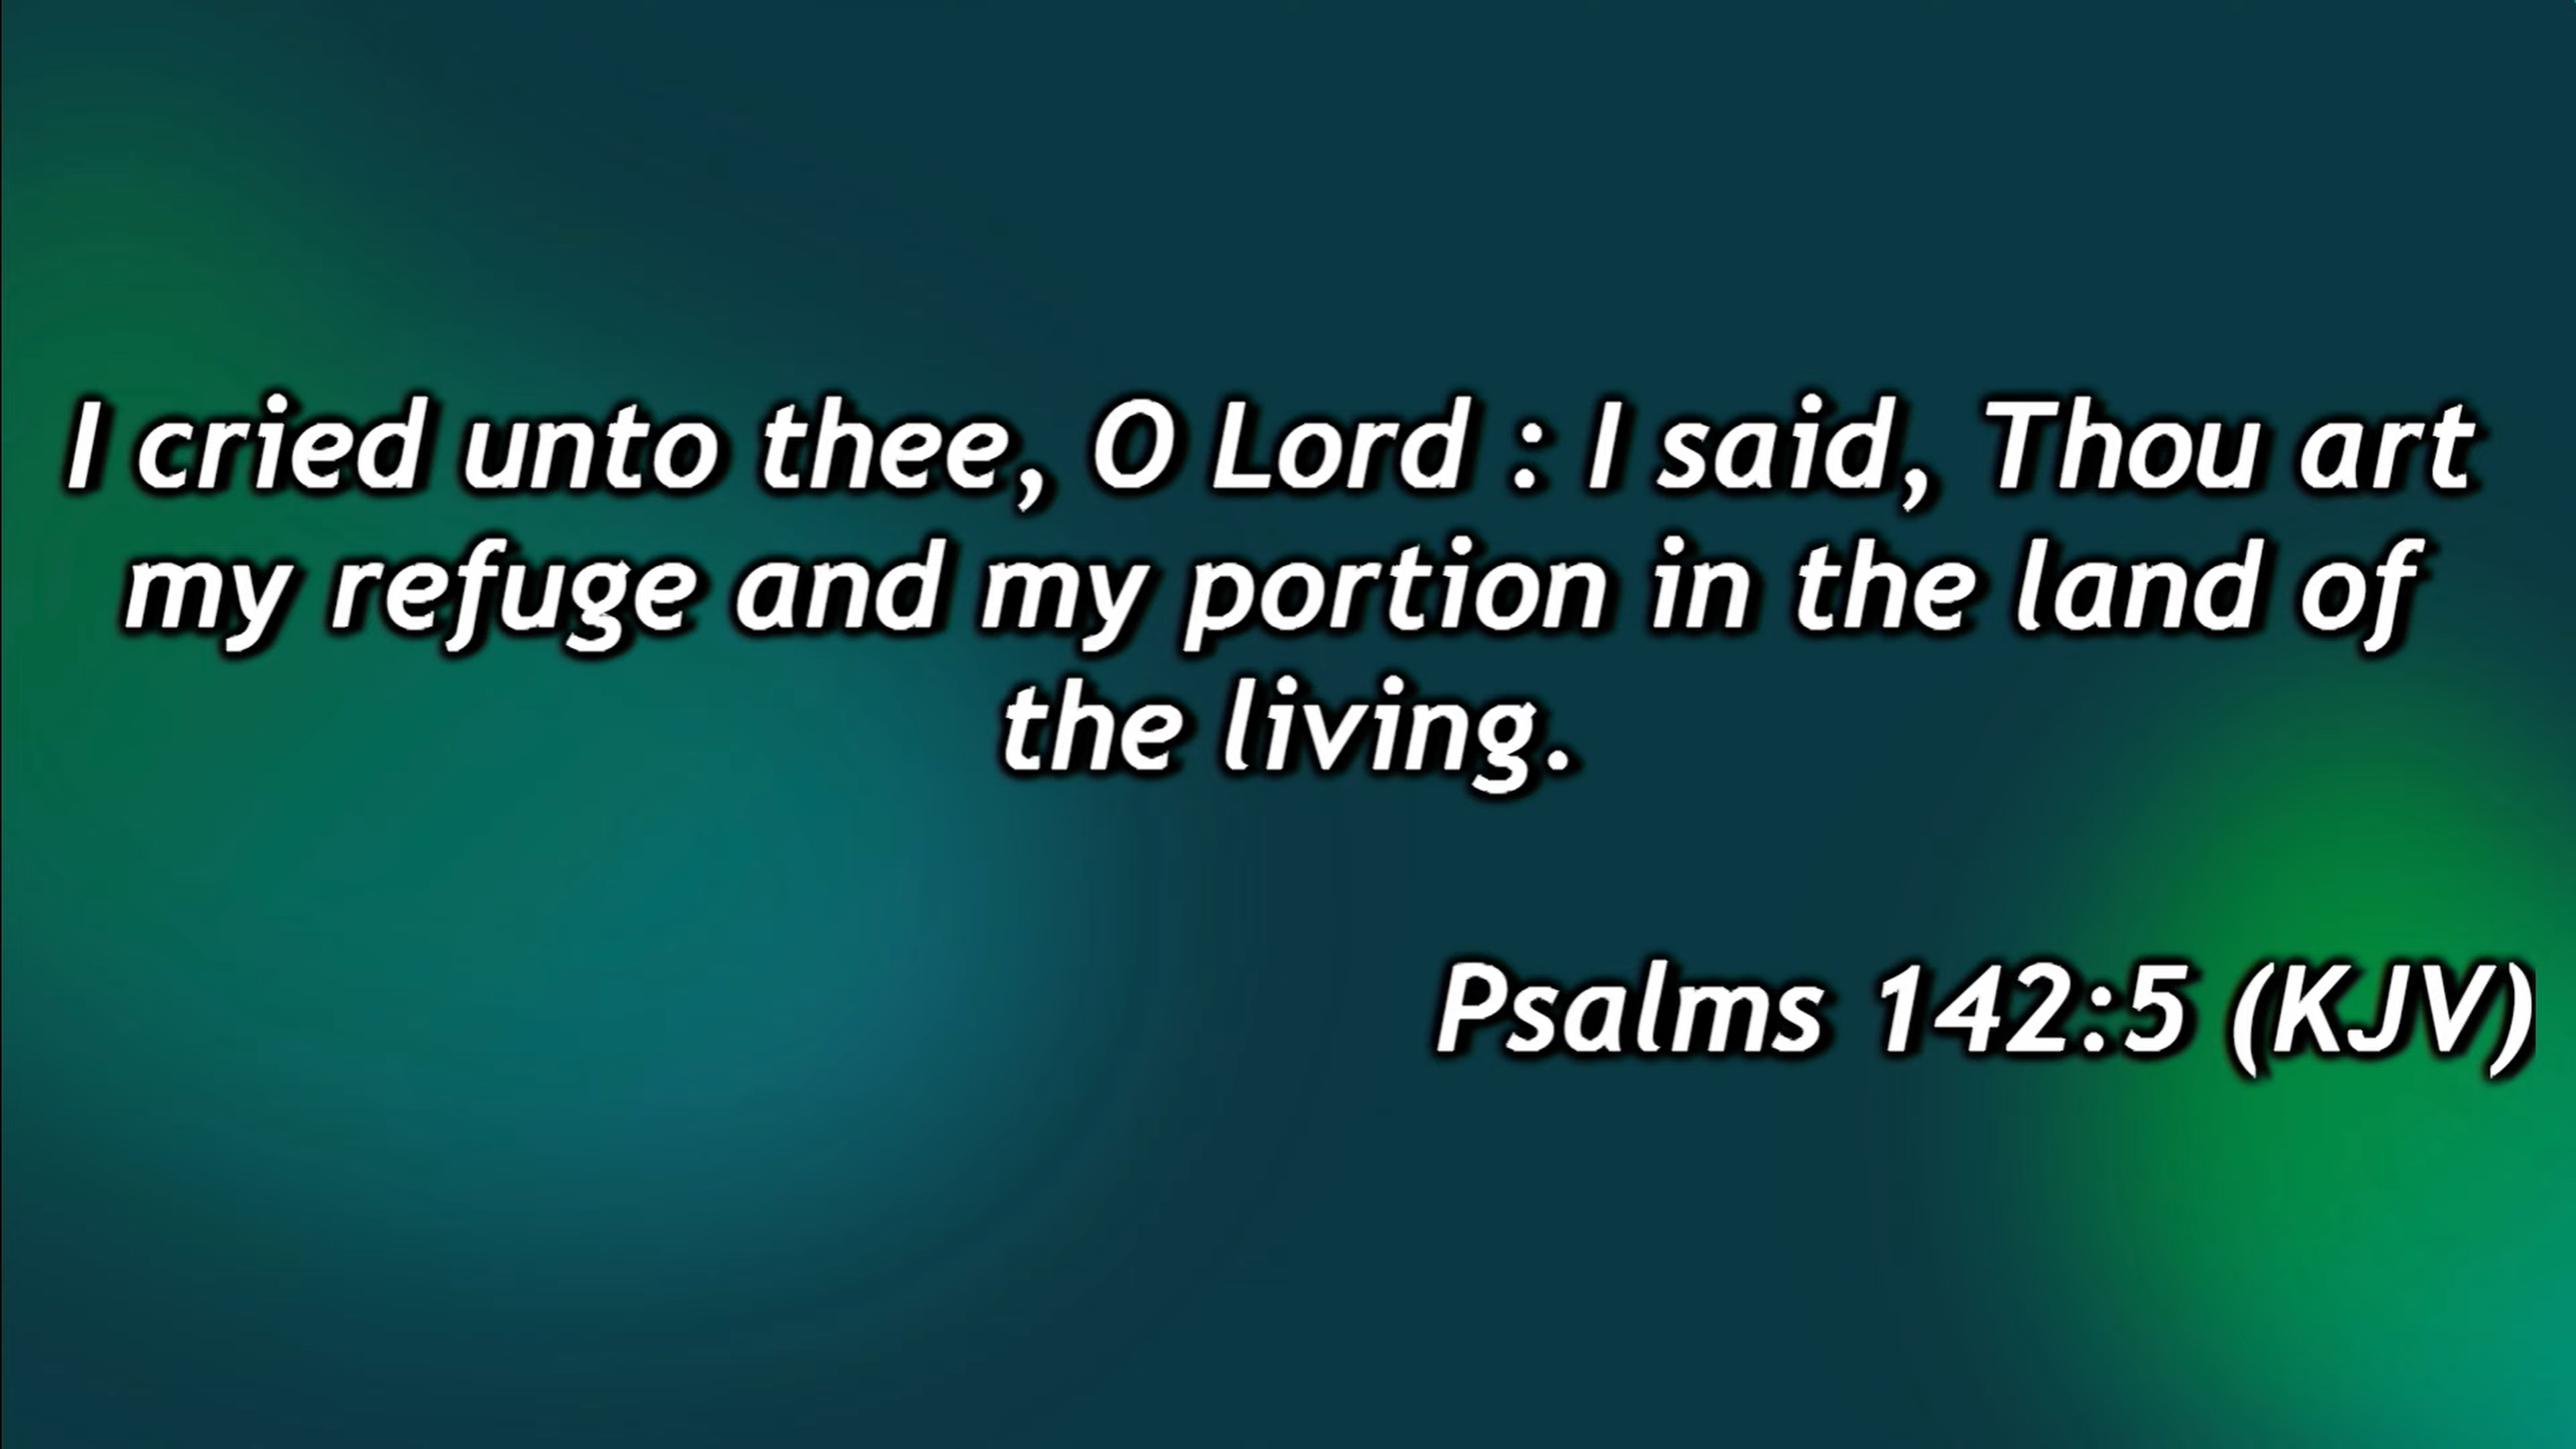 I cried unto thee, O Lord : I said, Thou art
my refuge and my portion in the land of
the living.
Psalms 142:5 (KJV)